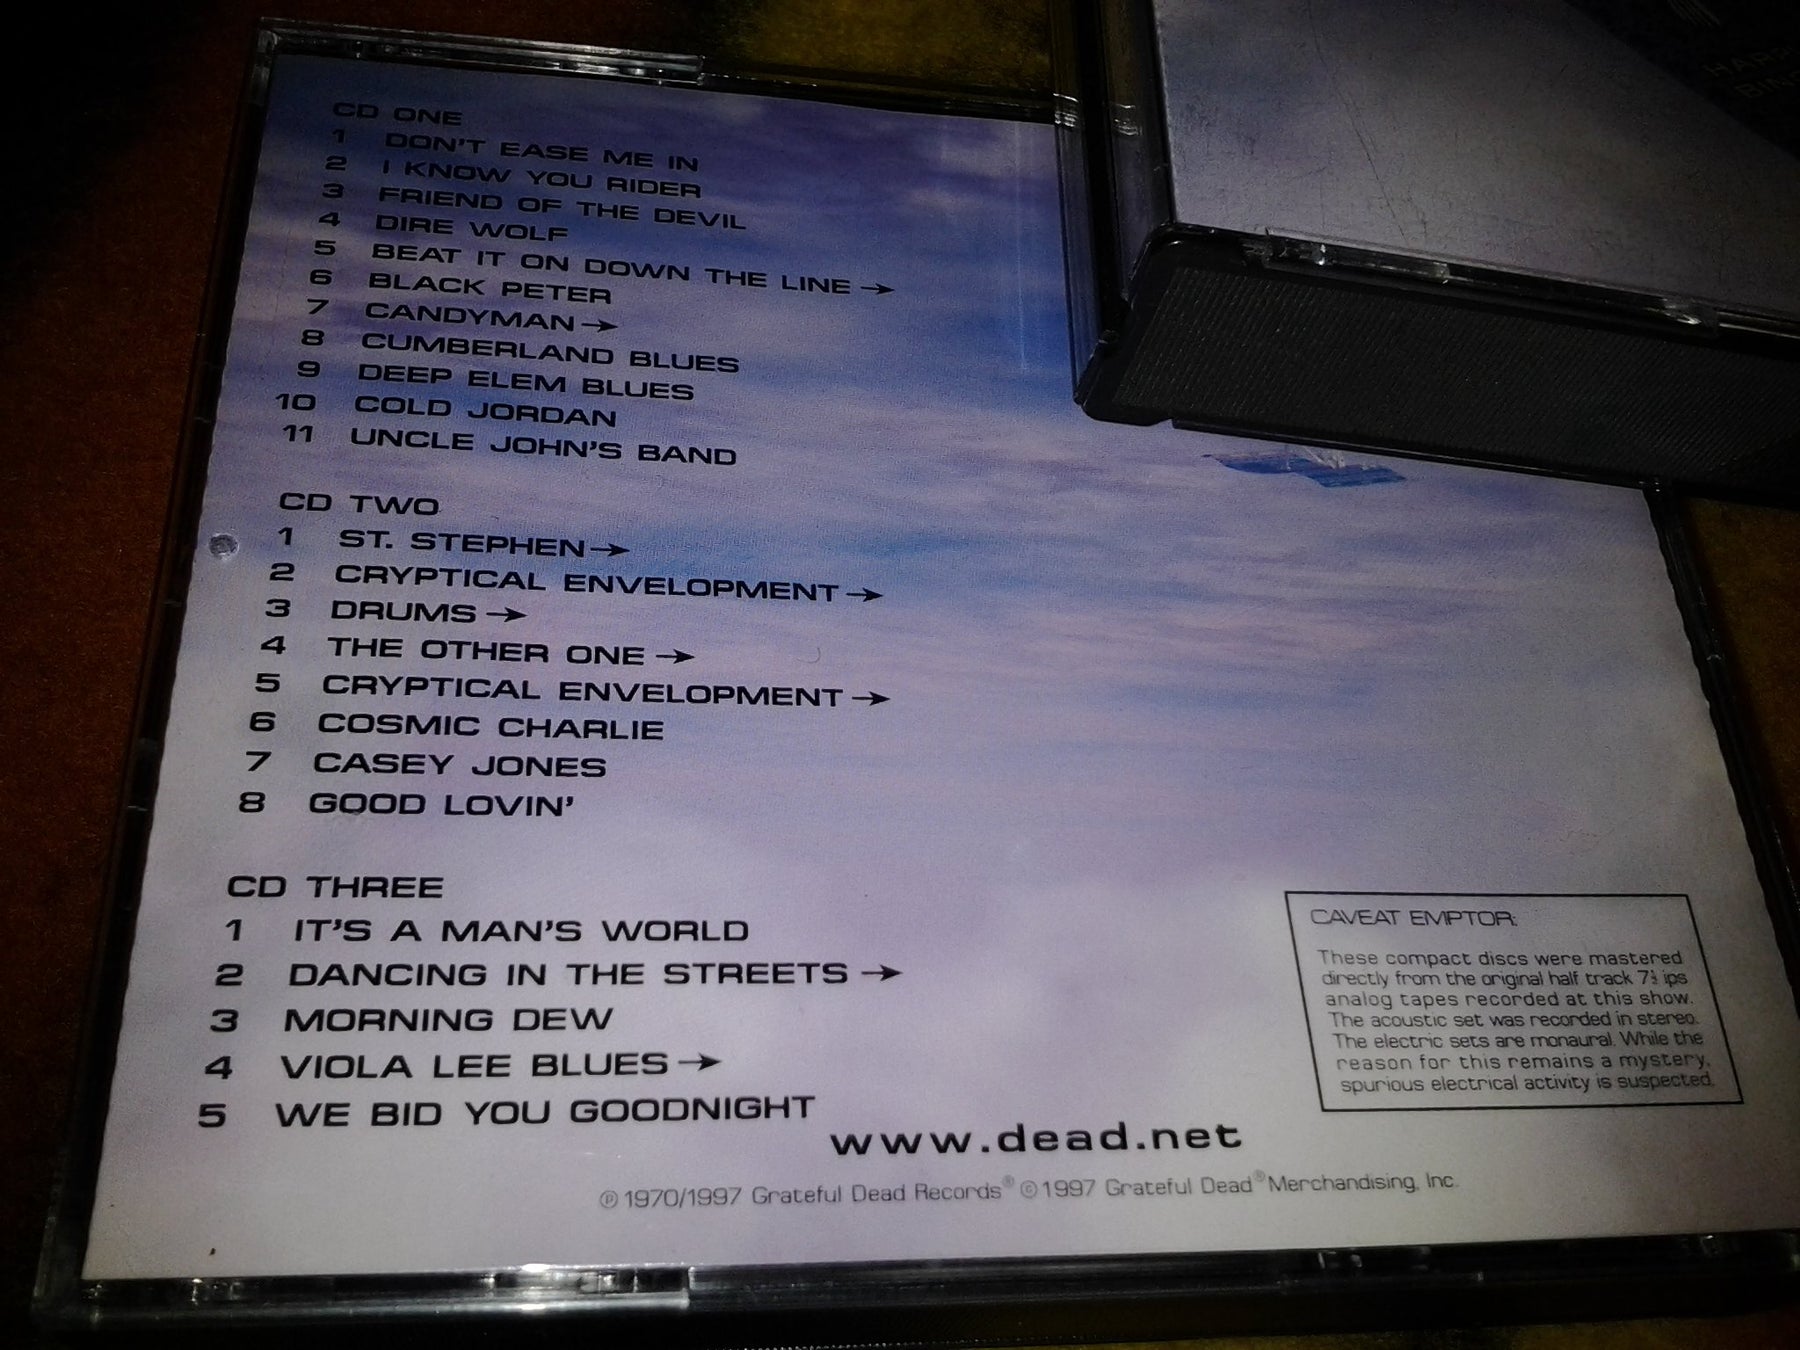 CD ONE
1 DON'T EASE ME IN
2 I KNOW YOU RIDER
3 FRIEND OF THE DEVIL
4 DIRE WOLF
5 BEAT IT ON DOWN THE LINE →
6 BLACK PETER
7 CANDYMAN →
8 CUMBERLAND BLUES
9 DEEP ELEM BLUES
10 COLD JORDAN
11 UNCLE JOHN'S BAND
CD TWO
1 ST. STEPHEN →
2 CRYPTICAL ENVELOPMENT →
3 DRUMS →
4 THE OTHER ONE →
5 CRYPTICAL ENVELOPMENT →
6 COSMIC CHARLIE
7 CASEY JONES
8 GOOD LOVIN'
CD THREE
1 IT'S A MAN'S WORLD
2 DANCING IN THE STREETS →
3 MORNING DEW
4 VIOLA LEE BLUES →
5 WE BID YOU GOODNIGHT
CAVEAT EMPTOR:
These compact discs were mastered
directly from the original half track 7½ ips
analog tapes recorded at this show.
The acoustic set was recorded in stereo.
The electric sets are monaural. While the
reason for this remains a mystery,
spurious electrical activity is suspected.
www.dead.net
℗ 1970/1997 Grateful Dead Records® © 1997 Grateful Dead® Merchandising, Inc.